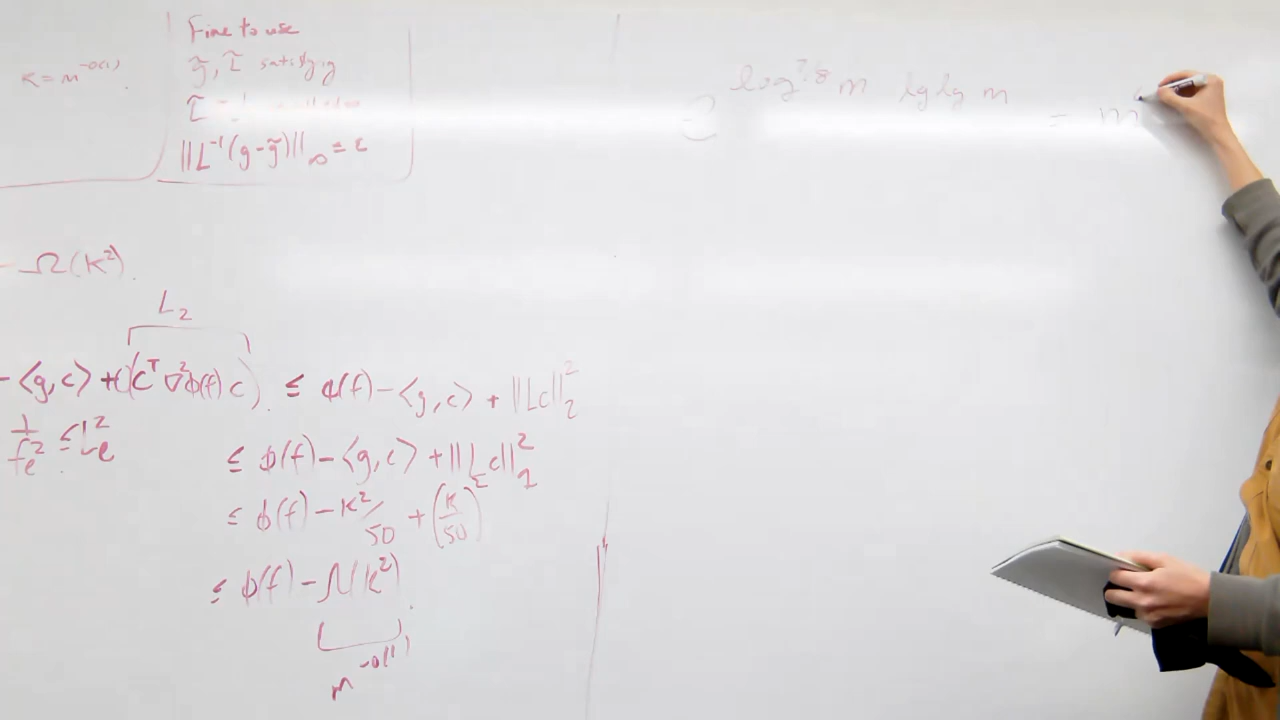 κ = m^{-o(1)}.
Fine to use
g̃, τ̃ satisfying
τ̃
||L⁻¹(g-g̃)||_∞ ≤ ε
- Ω(κ²).
L₂
- <g,c> + O(cᵀ∇²ϕ(f)c). ≤ ϕ(f) - <g,c> + ||Lc||₂²
1/f_e² ≤ L_e²
≤ ϕ(f) - <g,c> + ||Lc||₂²
≤ ϕ(f) - κ²/50 + (κ/50)²
≤ ϕ(f) - Ω(κ²).
m^{-o(1)}
e^{log^{7/8} m lglg m} = m